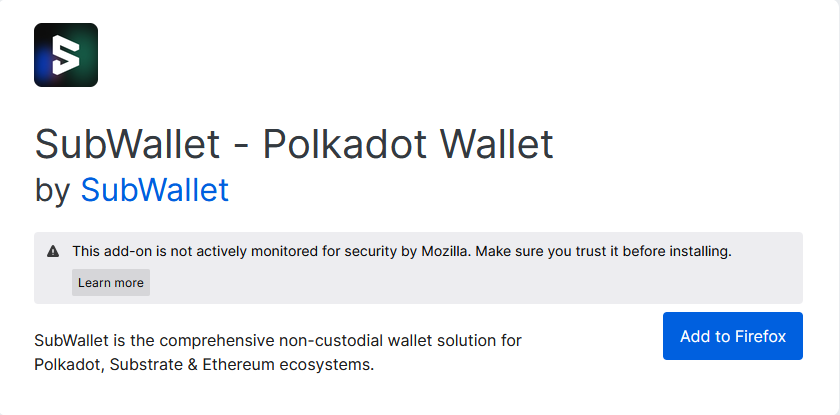 SubWallet - Polkadot Wallet
by SubWallet
This add-on is not actively monitored for security by Mozilla. Make sure you trust it before installing.
Learn more
SubWallet is the comprehensive non-custodial wallet solution for
Polkadot, Substrate & Ethereum ecosystems.
Add to Firefox